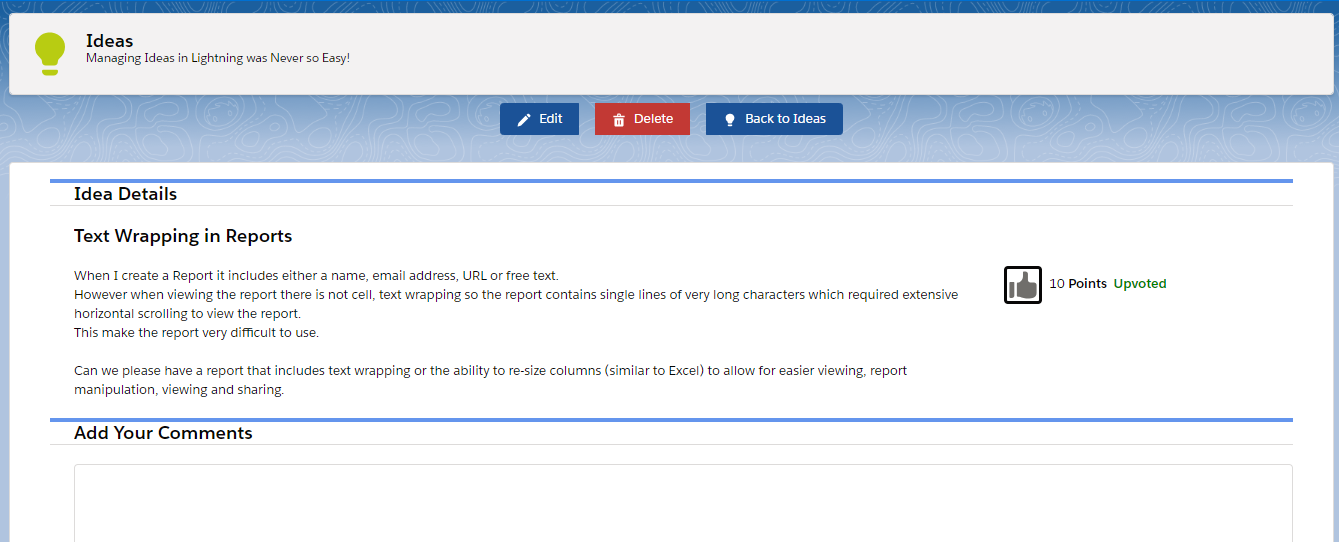 Ideas
Managing Ideas in Lightning was Never so Easy!
Edit
Delete
Back to Ideas
Idea Details
Text Wrapping in Reports
When I create a Report it includes either a name, email address, URL or free text.
However when viewing the report there is not cell, text wrapping so the report contains single lines of very long characters which required extensive
horizontal scrolling to view the report.
This make the report very difficult to use.
10 Points Upvoted
Can we please have a report that includes text wrapping or the ability to re-size columns (similar to Excel) to allow for easier viewing, report
manipulation, viewing and sharing.
Add Your Comments